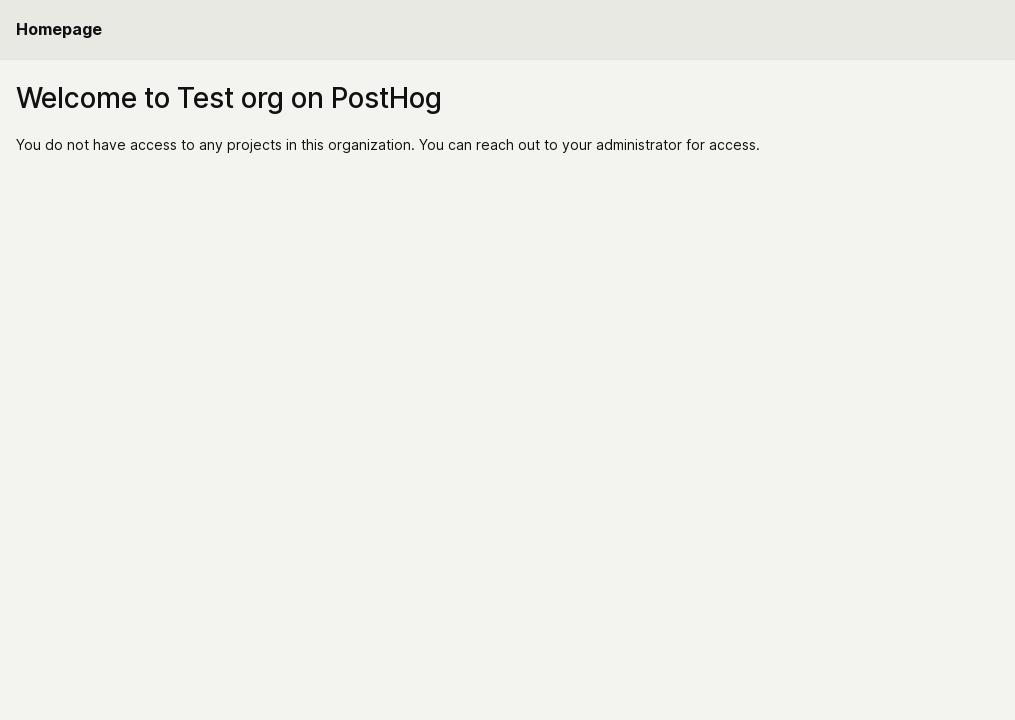 Homepage
Welcome to Test org on PostHog
You do not have access to any projects in this organization. You can reach out to your administrator for access.